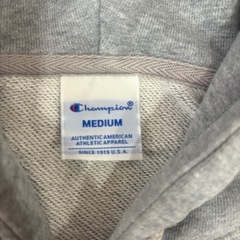 Champion
MEDIUM
AUTHENTIC AMERICAN
ATHLETIC APPAREL
SINCE 1919 U.S.A.